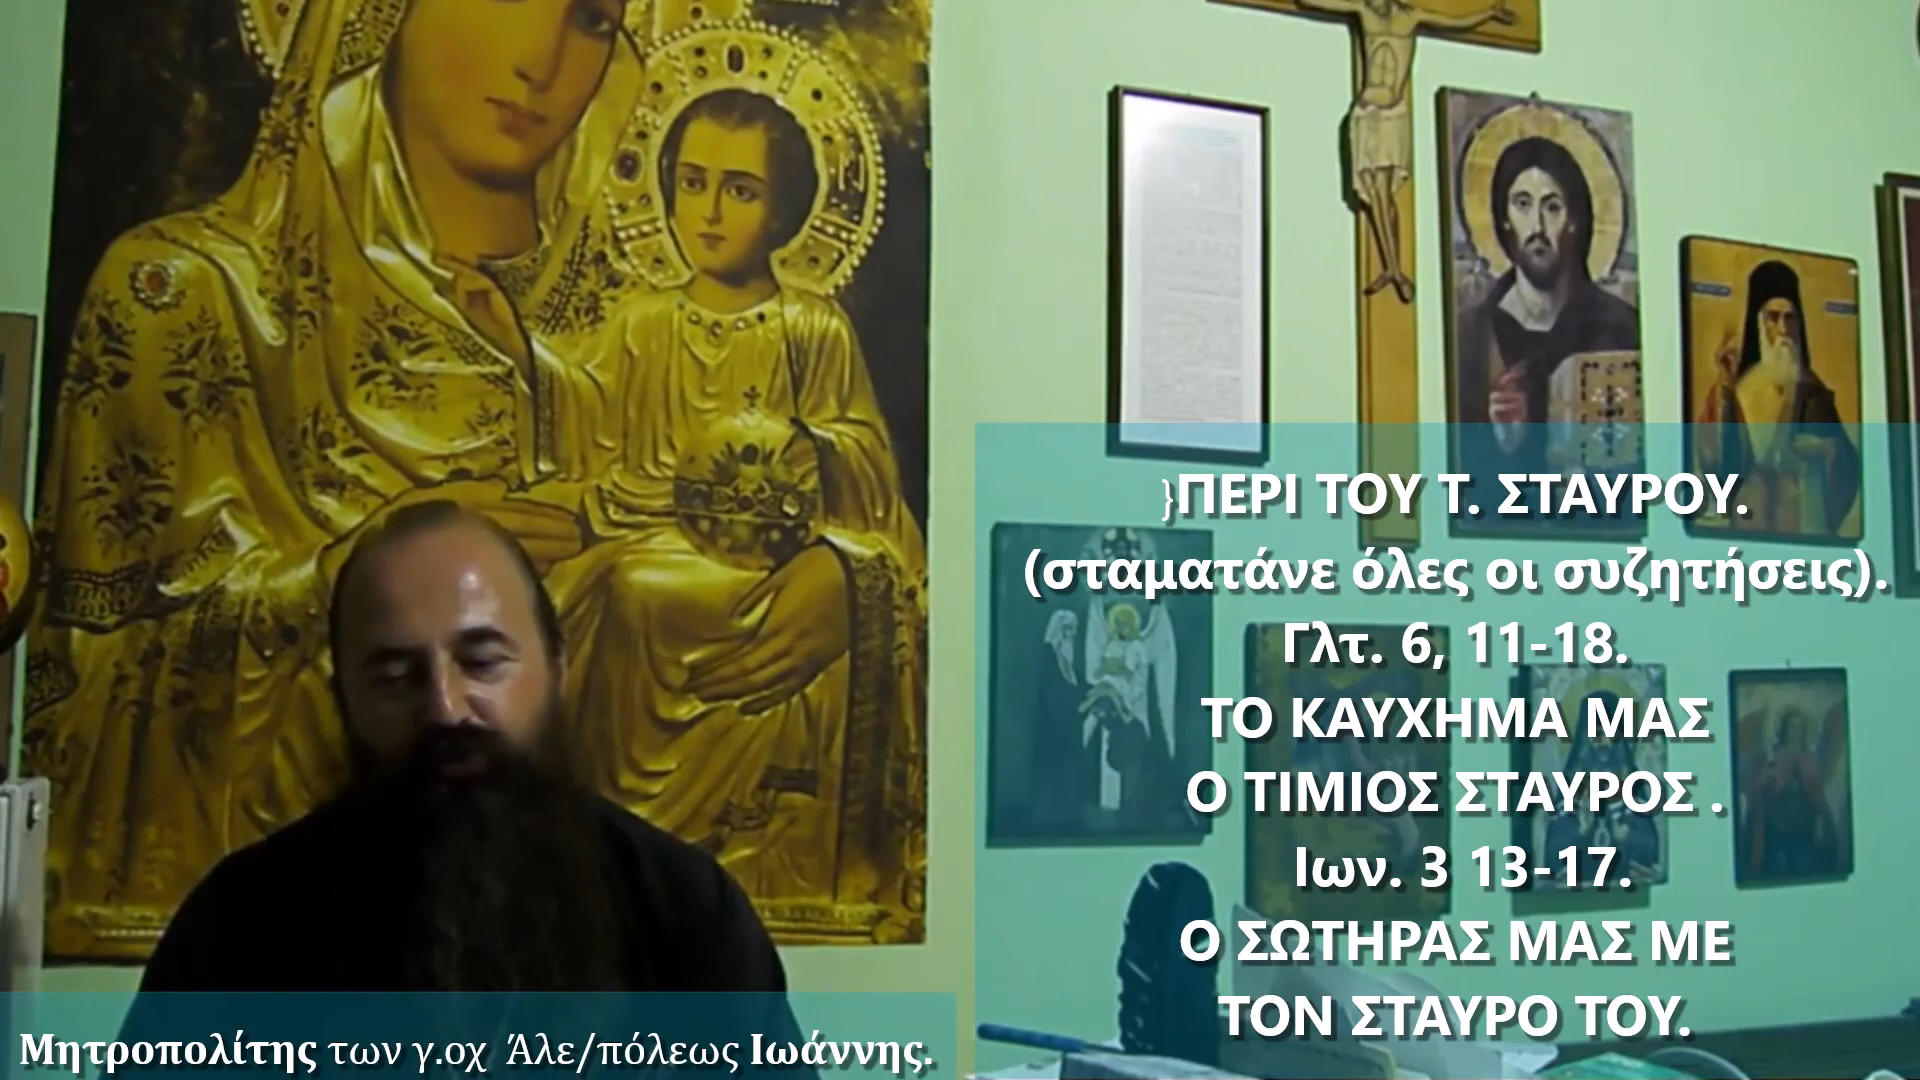 }ΠΕΡΙ ΤΟΥ Τ. ΣΤΑΥΡΟΥ.
(σταματάνε όλες οι συζητήσεις).
Γλτ. 6, 11-18.
ΤΟ ΚΑΥΧΗΜΑ ΜΑΣ
Ο ΤΙΜΙΟΣ ΣΤΑΥΡΟΣ .
Ιων. 3 13-17.
Ο ΣΩΤΗΡΑΣ ΜΑΣ ΜΕ
ΤΟΝ ΣΤΑΥΡΟ ΤΟΥ.
Μητροπολίτης των γ.οχ Άλε/πόλεως Ιωάννης.